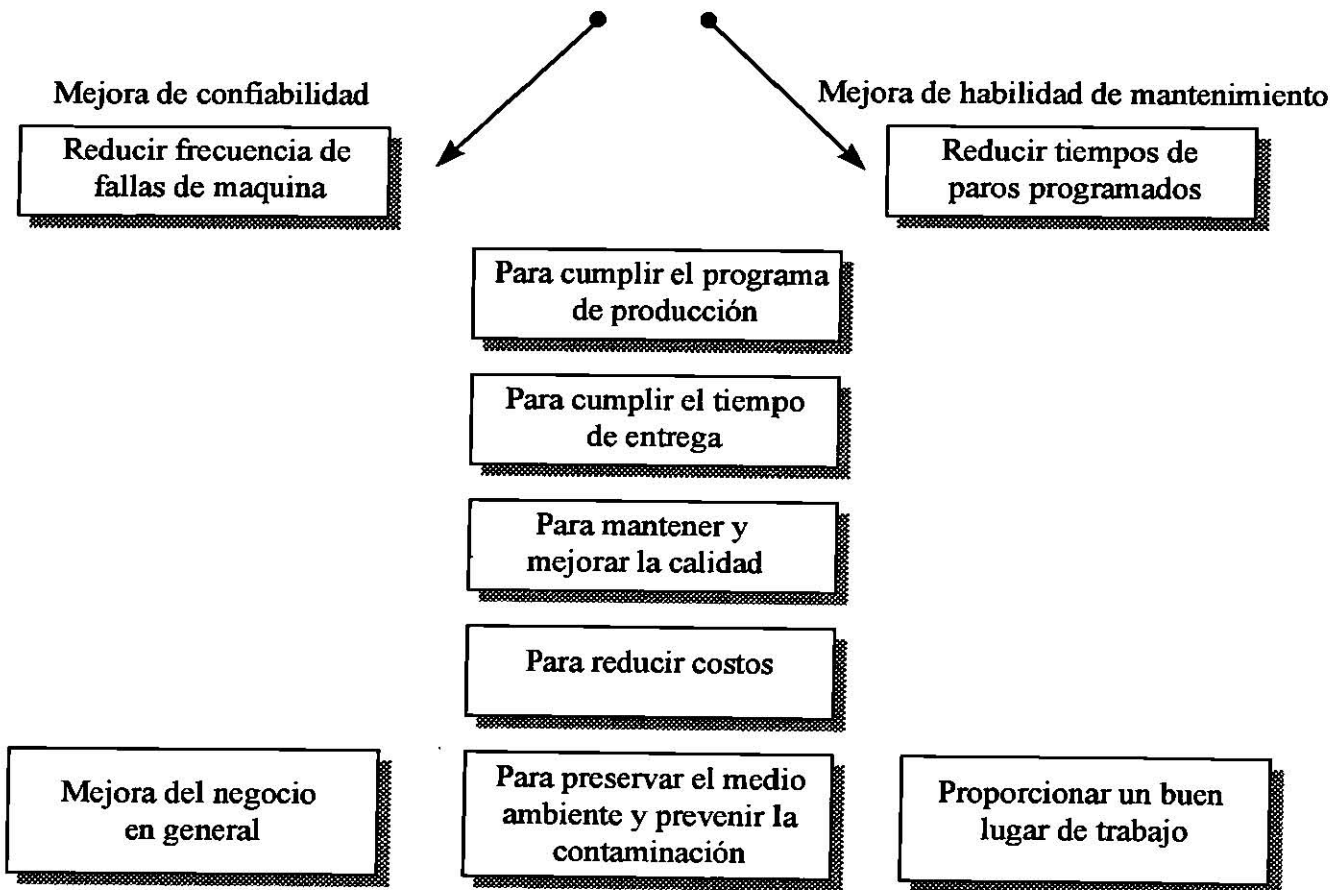 Mejora de confiabilidad
Reducir frecuencia de
fallas de maquina
Mejora de habilidad de mantenimiento
Reducir tiempos de
paros programados
Para cumplir el programa
de producción
Para cumplir el tiempo
de entrega
Para mantener y
mejorar la calidad
Para reducir costos
Mejora del negocio
en general
Para preservar el medio
ambiente y prevenir la
contaminación
Proporcionar un buen
lugar de trabajo